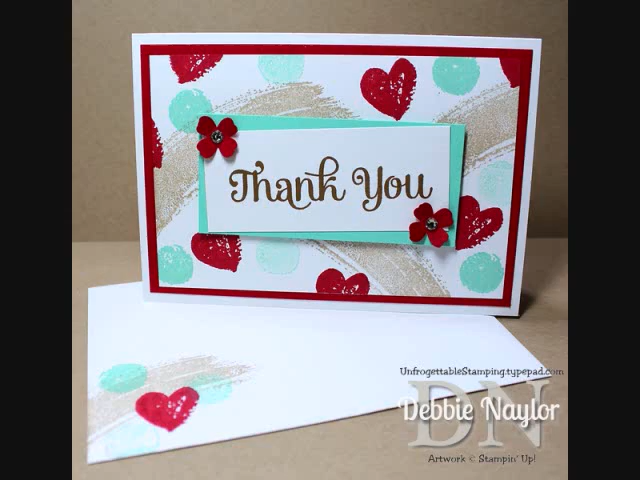 Thank You
UnfrogettableStamping.typepad.com
DN
Debbie Naylor
Artwork © Stampin' Up!